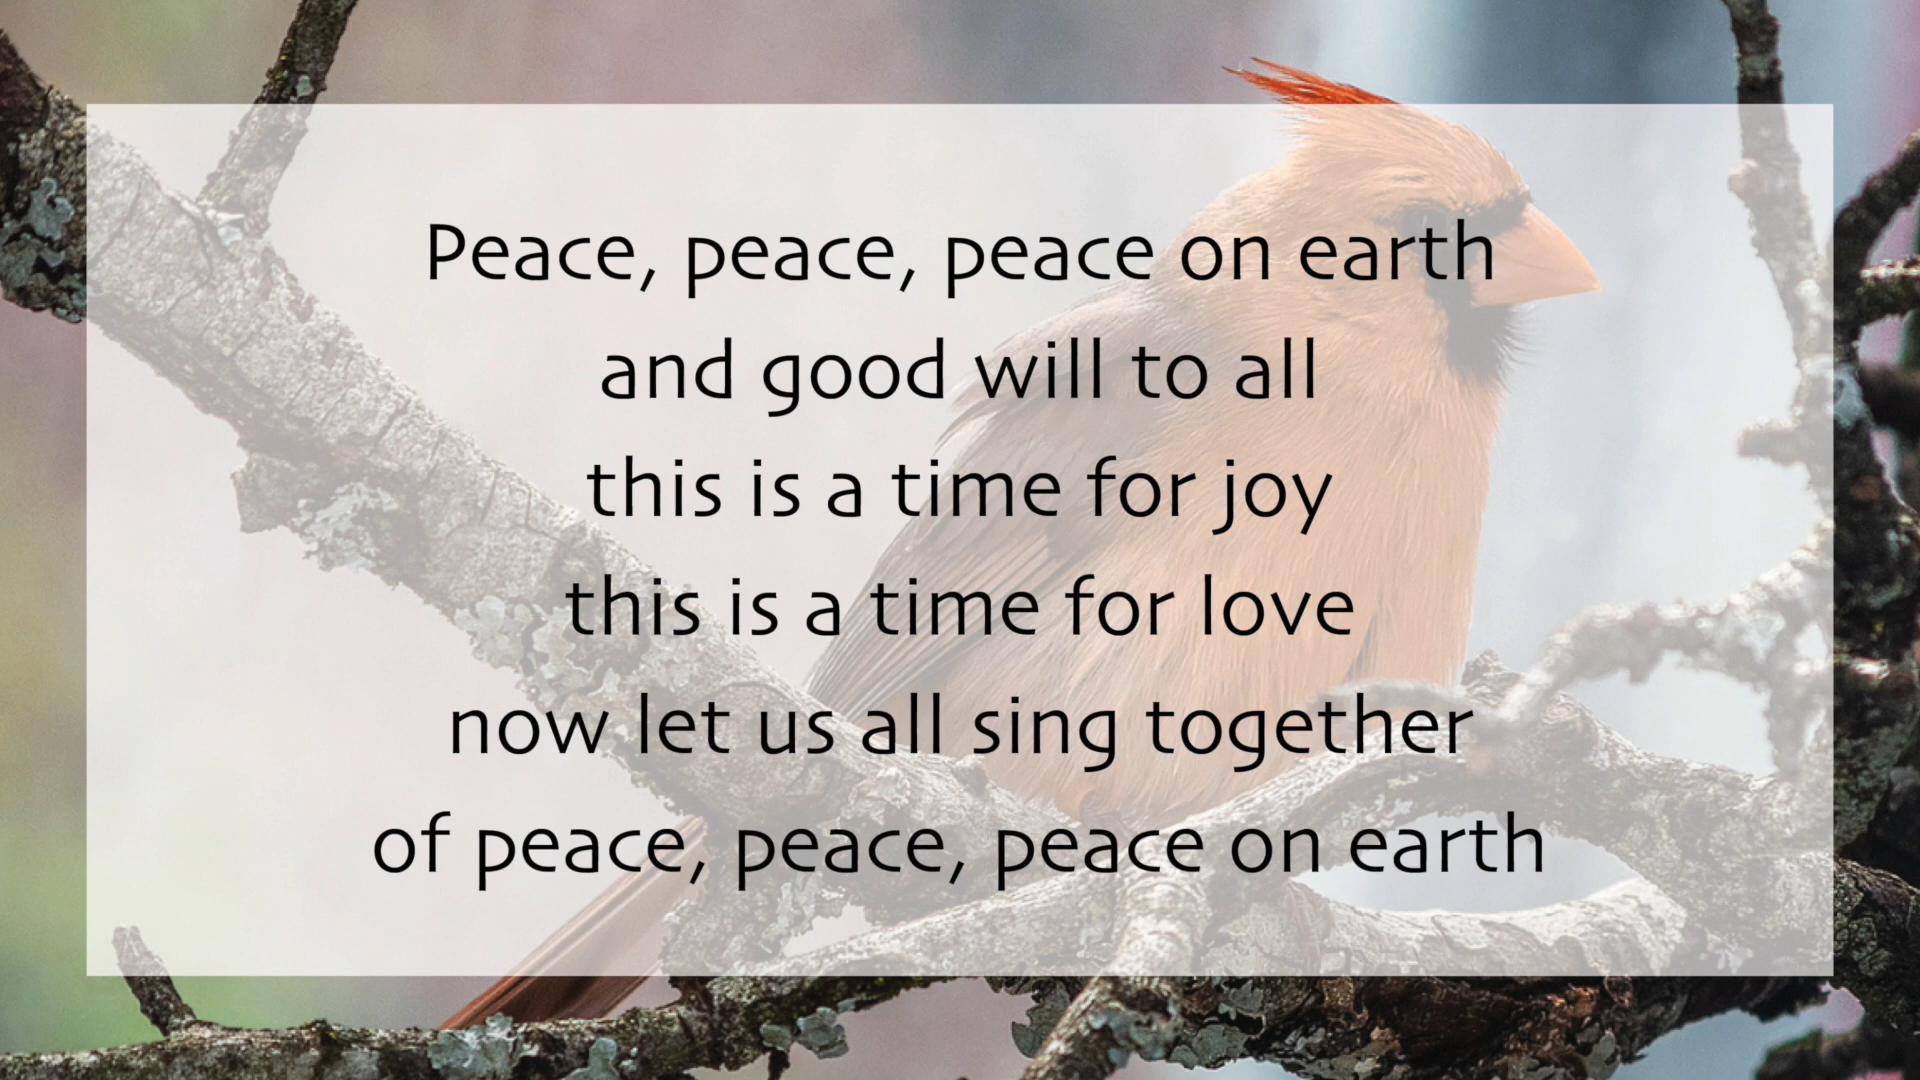 Peace, peace, peace on earth
and good will to all
this is a time for joy
this is a time for love
now let us all sing together
of peace, peace, peace on earth